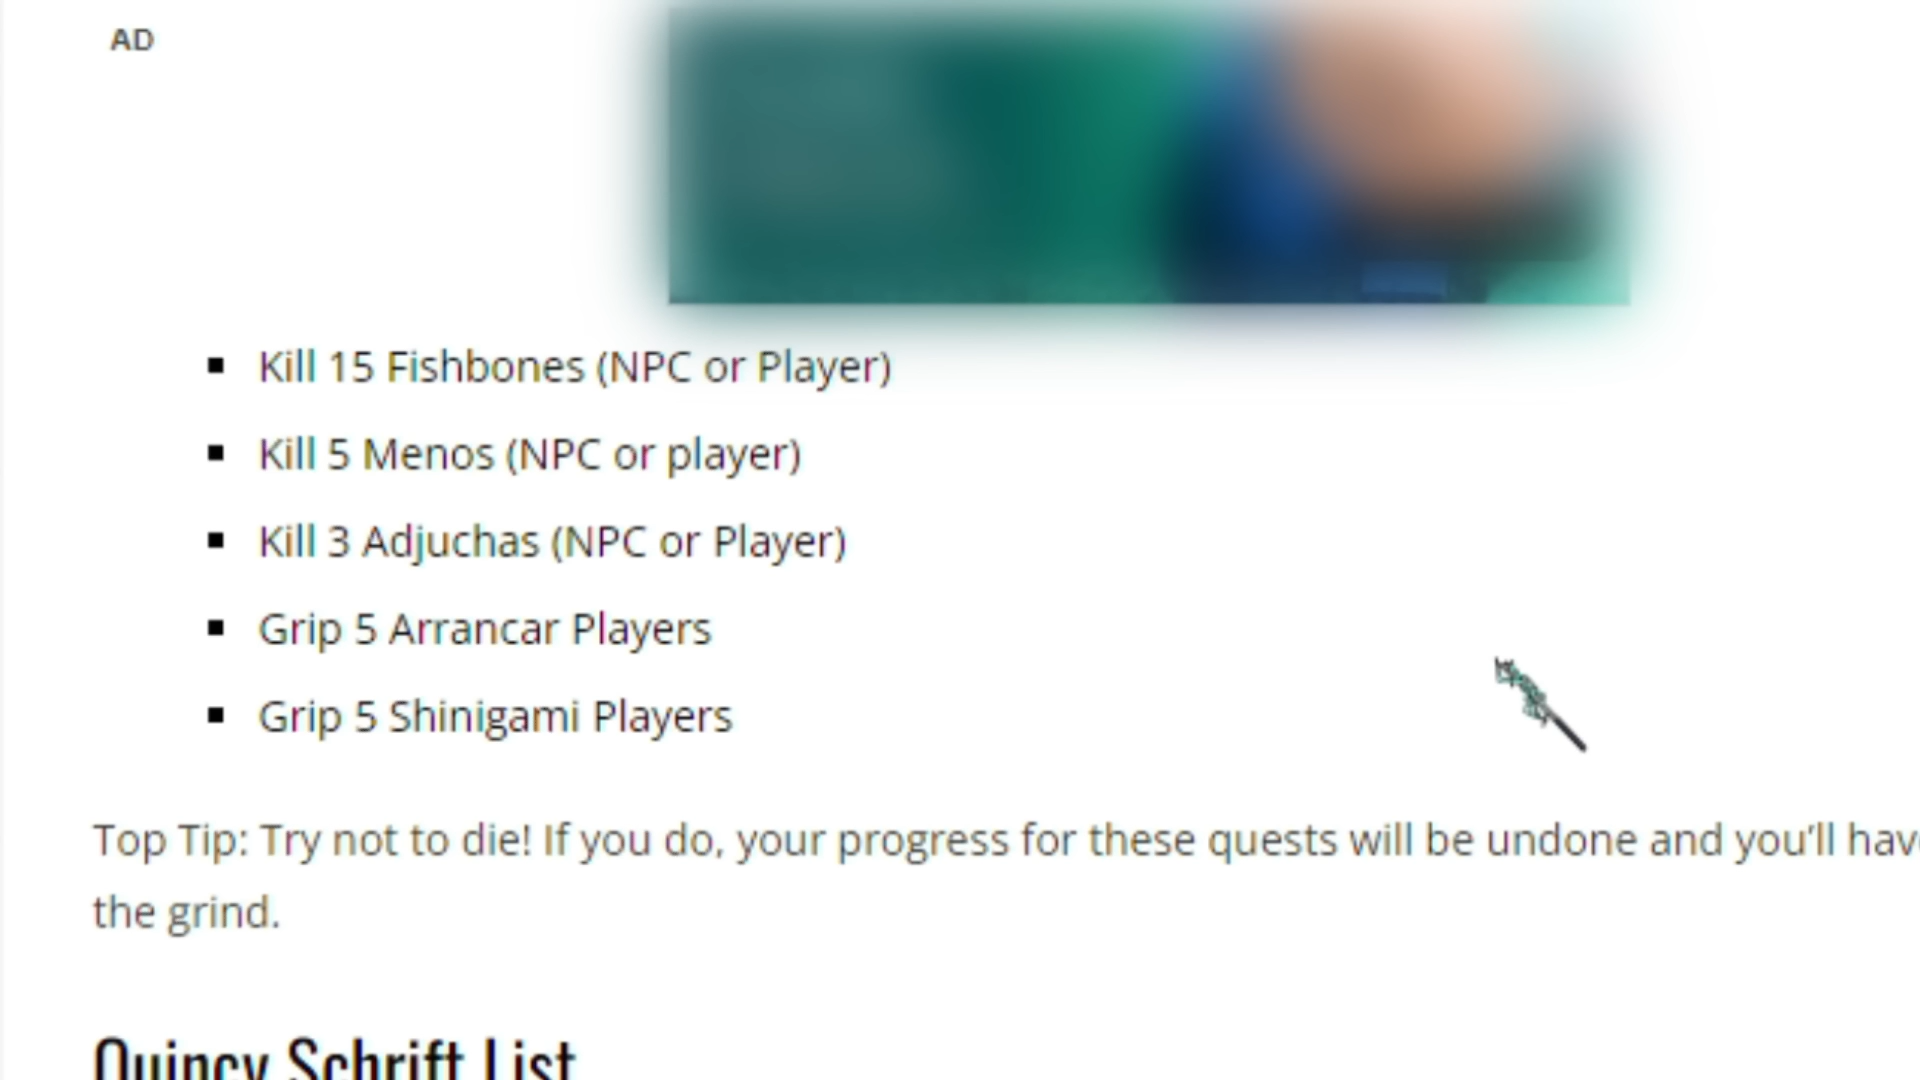 AD
Kill 15 Fishbones (NPC or Player)
Kill 5 Menos (NPC or player)
Kill 3 Adjuchas (NPC or Player)
Grip 5 Arrancar Players
Grip 5 Shinigami Players
Top Tip: Try not to die! If you do, your progress for these quests will be undone and you’ll have
the grind.
Quincy Schrift List